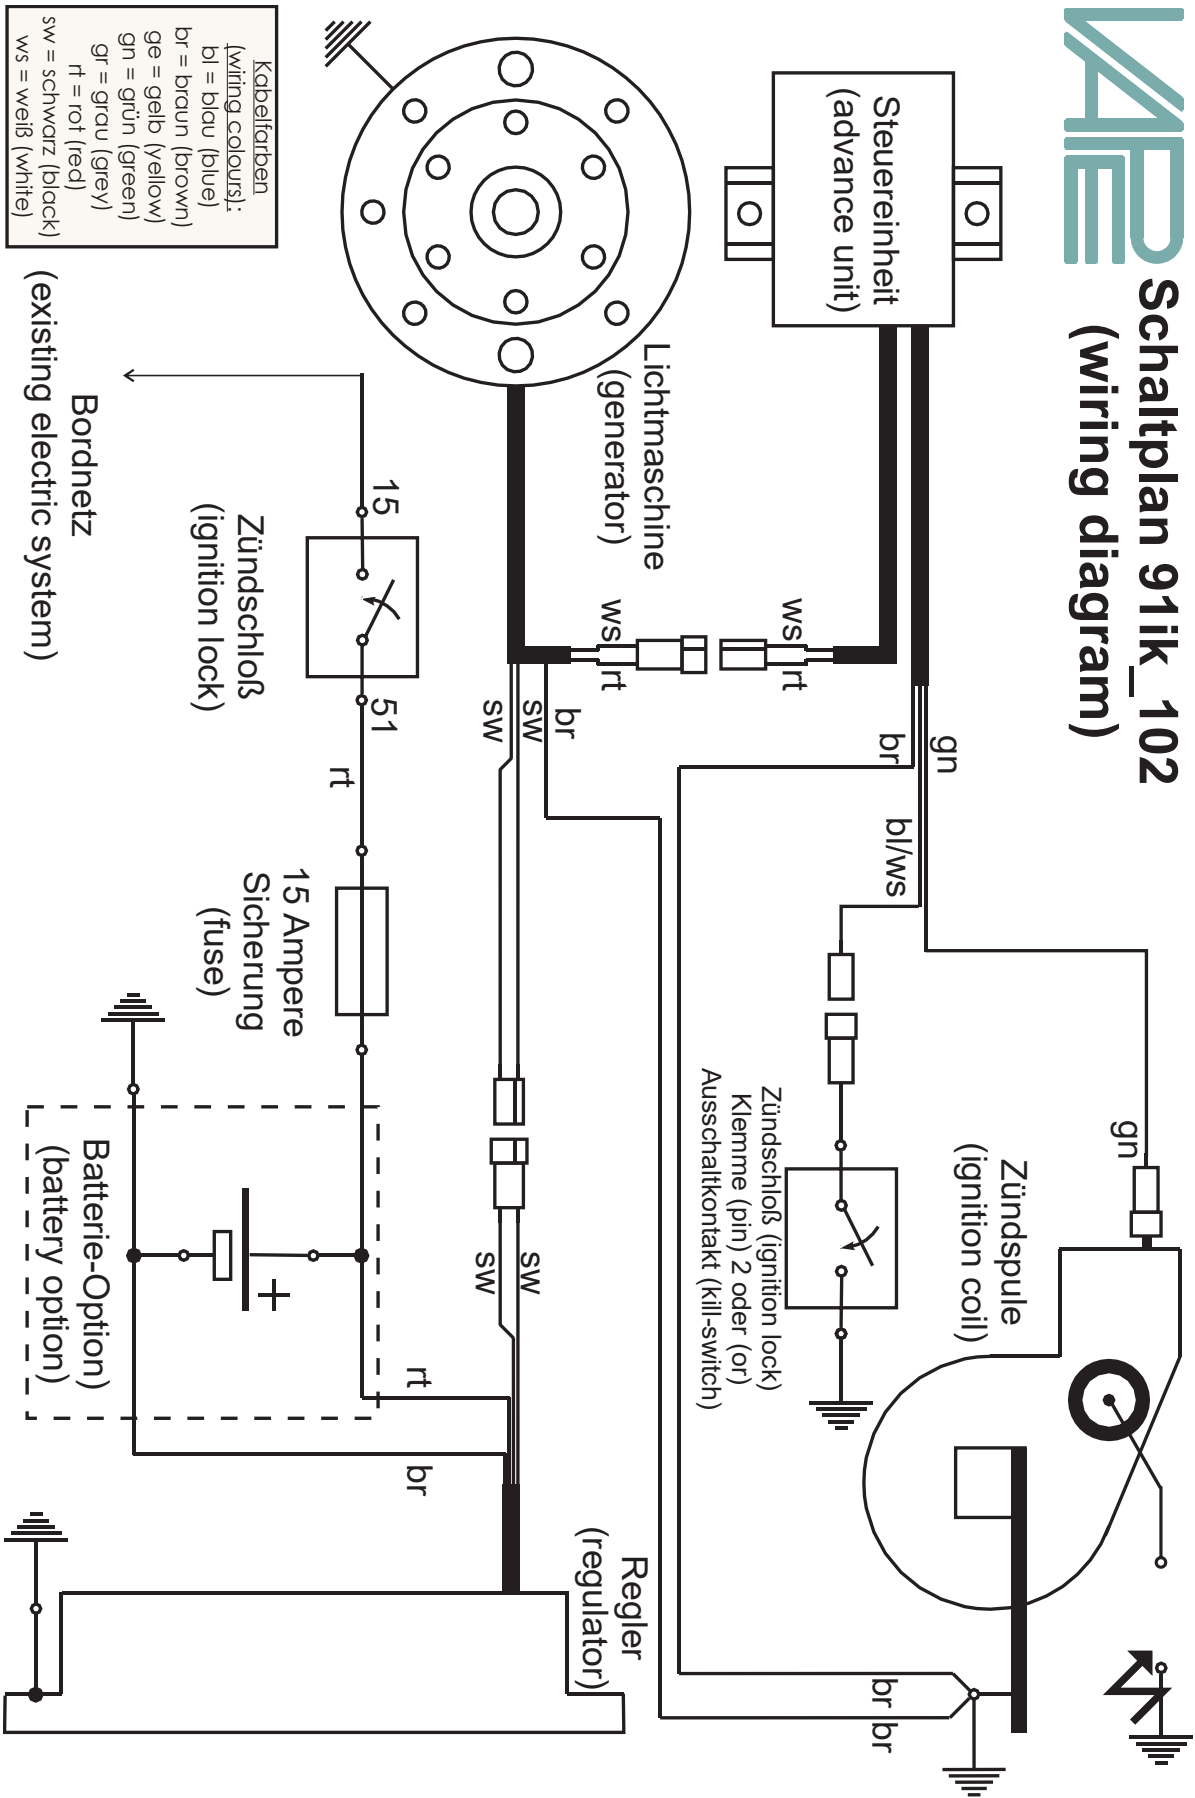 VAPE
Schaltplan 91ik_102
(wiring diagram)
Steuereinheit
(advance unit)
gn
br
bl/ws
gn
Zündspule
(ignition coil)
ws
rt
ws
rt
Zündschloß (ignition lock)
Klemme (pin) 2 oder (or)
Ausschaltkontakt (kill-switch)
br
br
Lichtmaschine
(generator)
br
sw
sw
sw
sw
Regler
(regulator)
15
51
rt
Zündschloß
(ignition lock)
15 Ampere
Sicherung
(fuse)
rt
br
+
Batterie-Option)
(battery option)
Bordnetz
(existing electric system)
Kabelfarben
(wiring colours):
bl = blau (blue)
br = braun (brown)
ge = gelb (yellow)
gn = grün (green)
gr = grau (grey)
rt = rot (red)
sw = schwarz (black)
ws = weiß (white)